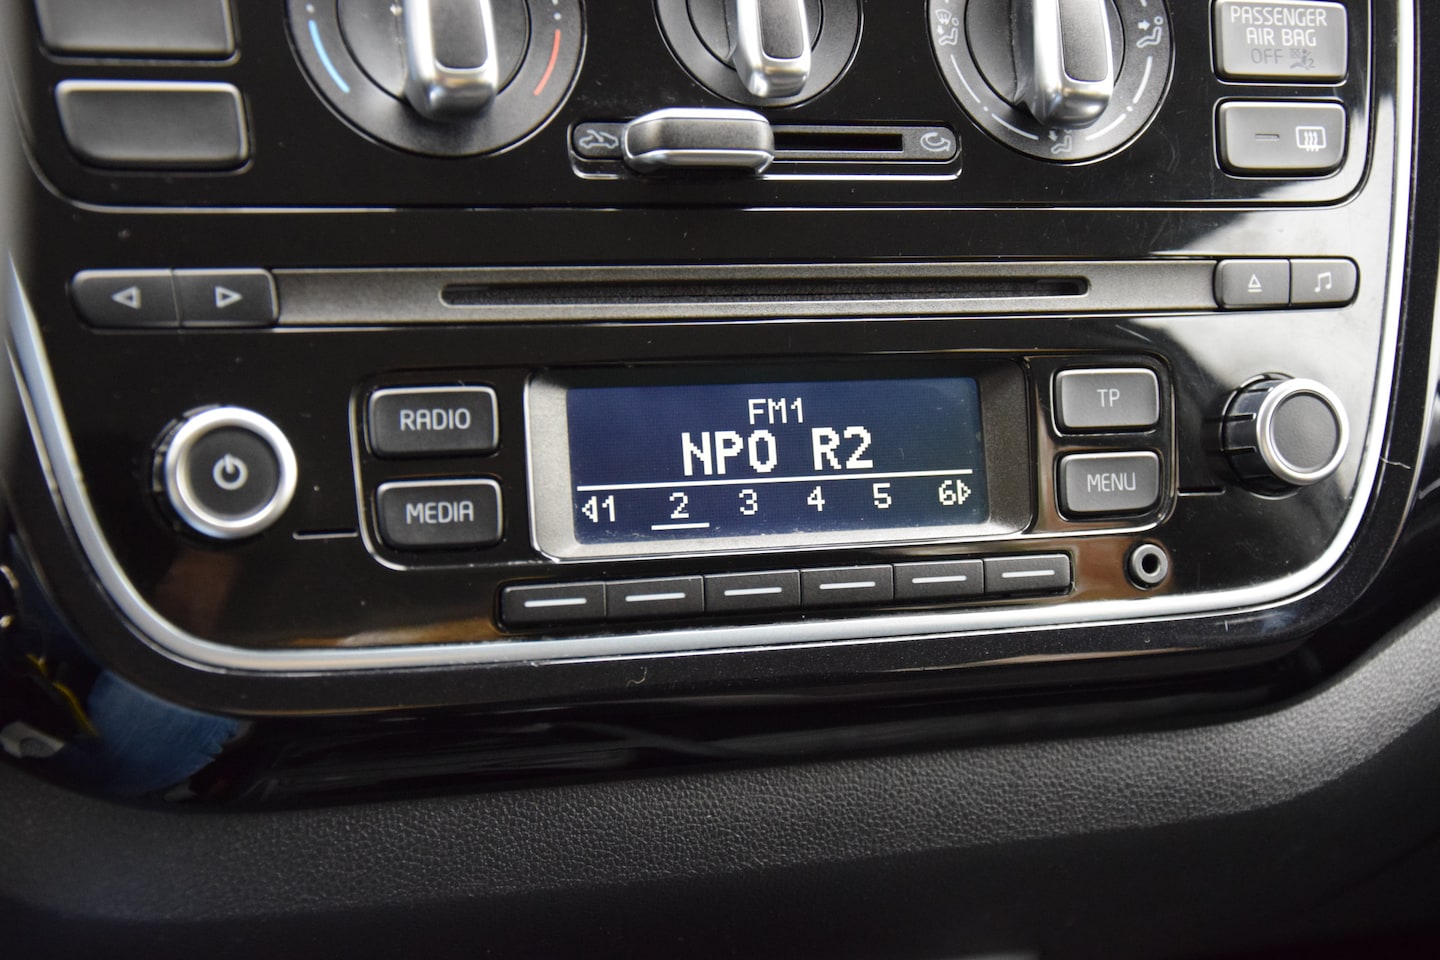 PASSENGER
AIR BAG
OFF
RADIO
MEDIA
FM1
NPO R2
1 2 3 4 5 6
TP
MENU